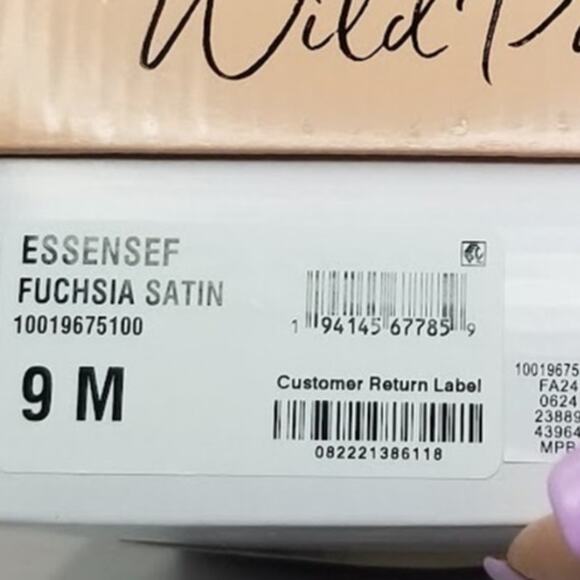 Wild
ESSENSEF
FUCHSIA SATIN
10019675100
1 94145 67785 9
9 M
Customer Return Label
082221386118
10019675
FA24
0624
23889
43964
MPB